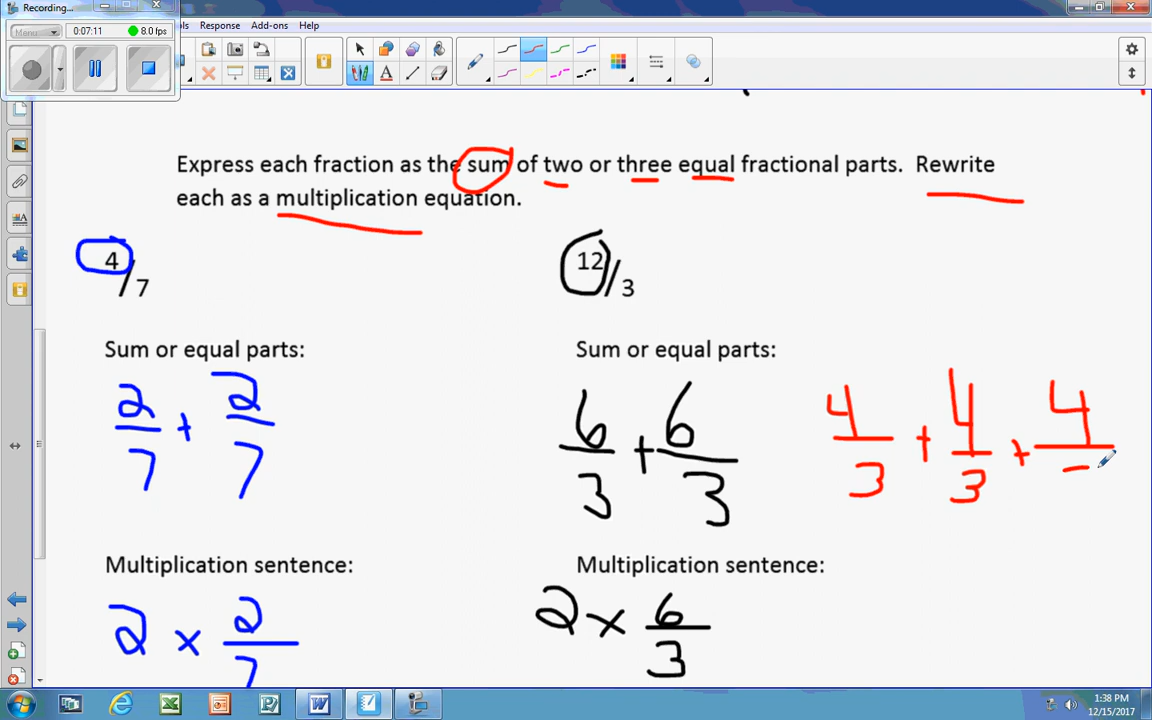 Recording...
Menu
0:07:11 8.0 fps
Response Add-ons Help
Express each fraction as the sum of two or three equal fractional parts. Rewrite
each as a multiplication equation.
4/7 12/3
Sum or equal parts: Sum or equal parts:
2/7 + 2/7 6/3 + 6/3 4/3 + 4/3 + 4/
Multiplication sentence: Multiplication sentence:
2 x 2/7 2 x 6/3
1:38 PM
12/15/2017